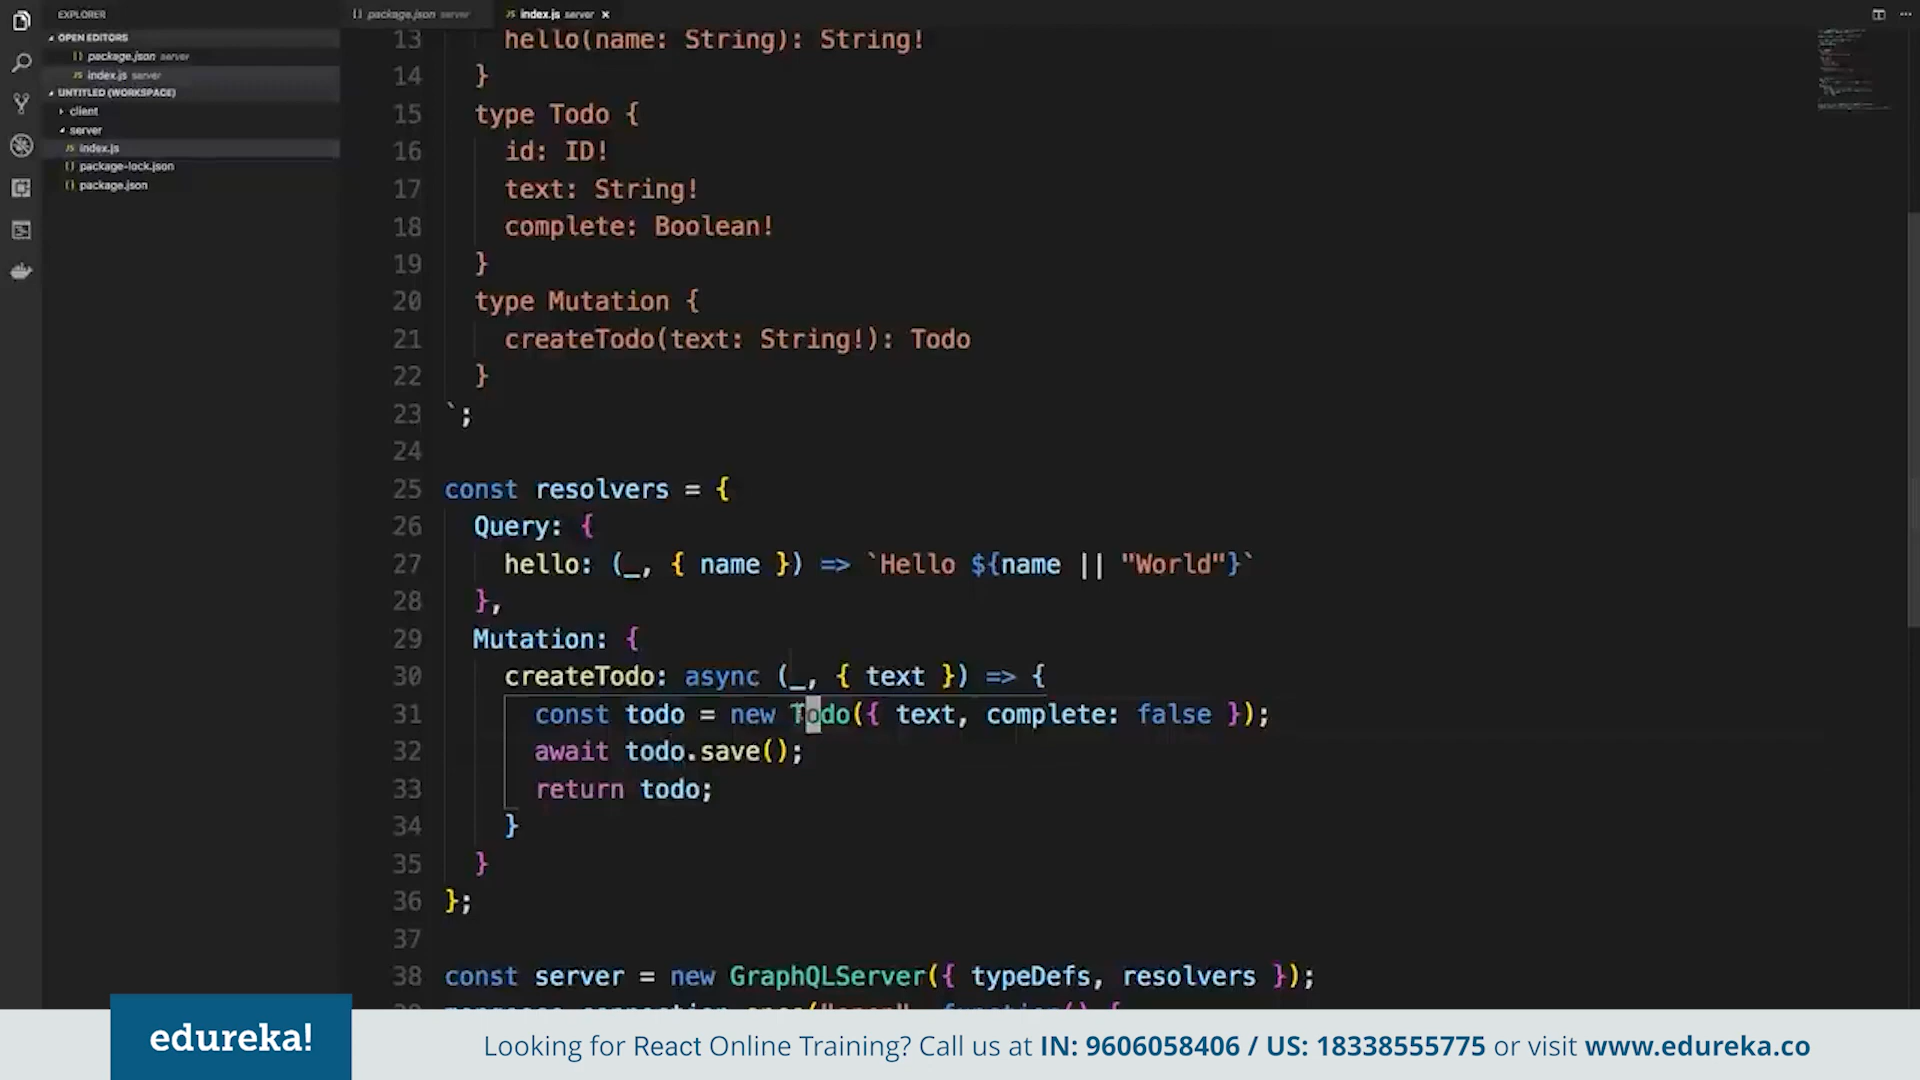 EXPLORER
OPEN EDITORS
package.json server
index.js server
UNTITLED (WORKSPACE)
client
server
JS index.js
{} package-lock.json
{} package.json
{} package.json server
JS index.js server ×
13 hello(name: String): String!
14 }
15 type Todo {
16 id: ID!
17 text: String!
18 complete: Boolean!
19 }
20 type Mutation {
21 createTodo(text: String!): Todo
22 }
23 `;
24
25 const resolvers = {
26 Query: {
27 hello: (_, { name }) => `Hello ${name || "World"}`
28 },
29 Mutation: {
30 createTodo: async (_, { text }) => {
31 const todo = new Todo({ text, complete: false });
32 await todo.save();
33 return todo;
34 }
35 }
36 };
37
38 const server = new GraphQLServer({ typeDefs, resolvers });
edureka!
Looking for React Online Training? Call us at IN: 9606058406 / US: 18338555775 or visit www.edureka.co